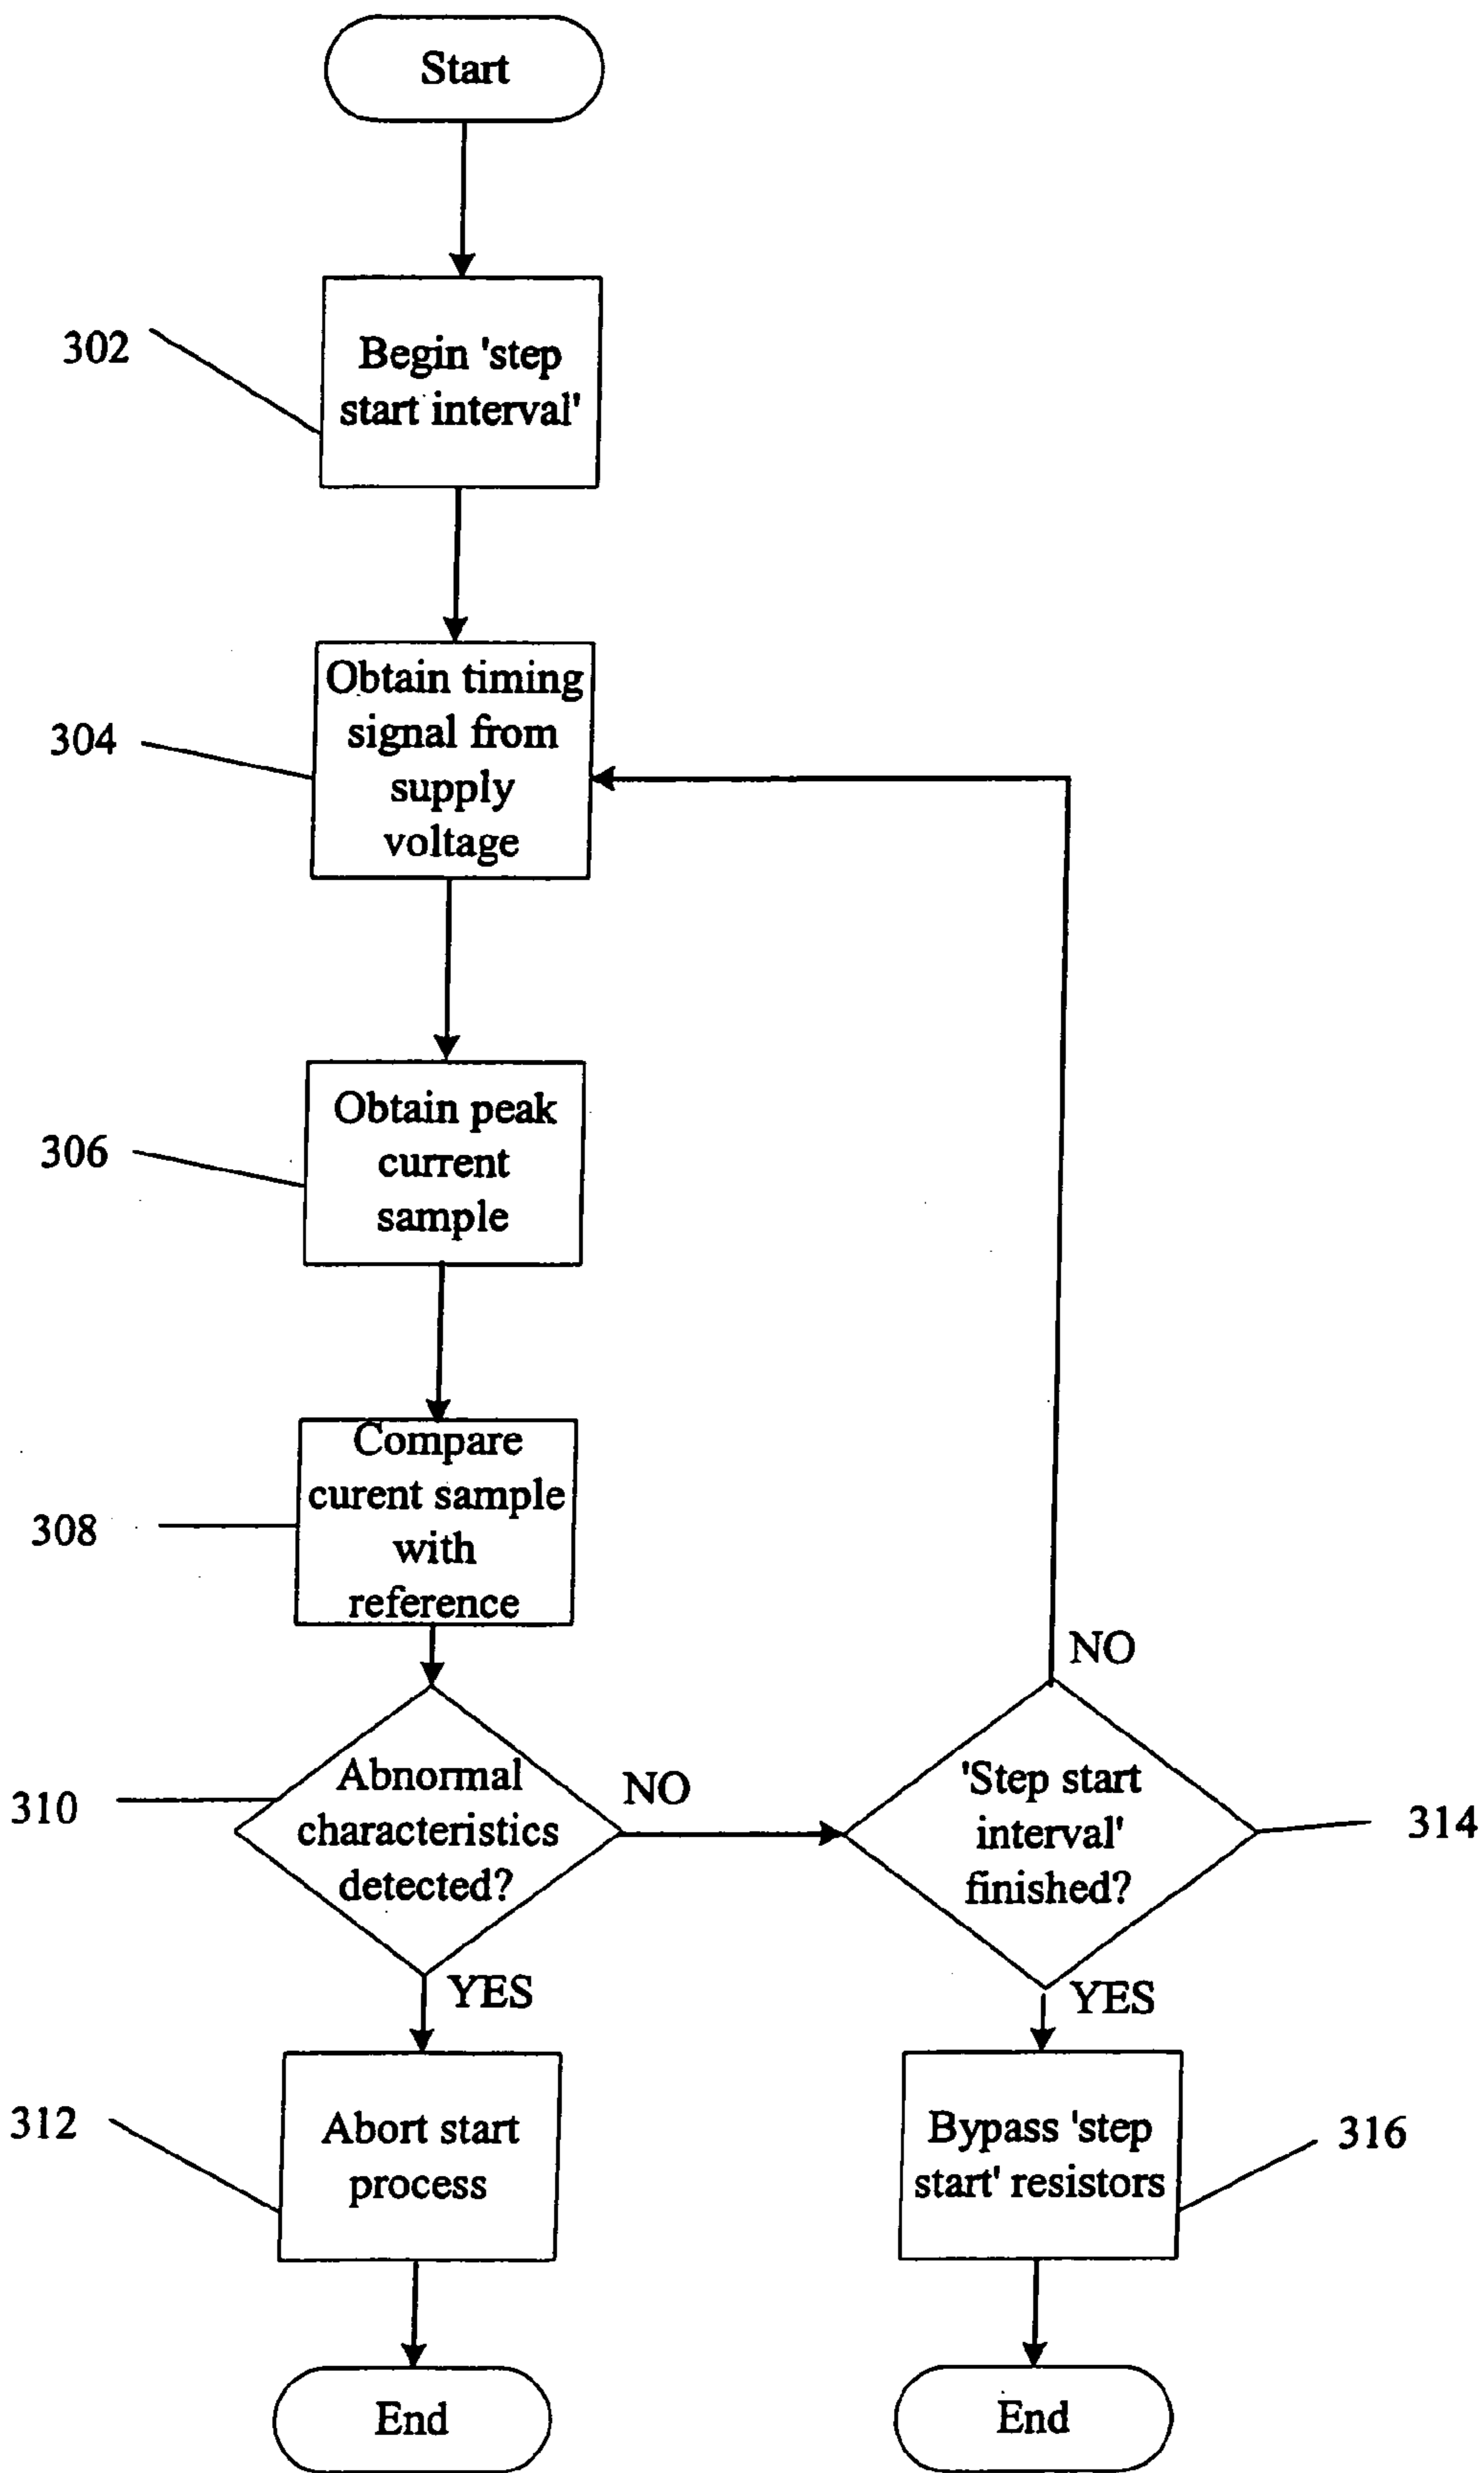 Start
302
Begin 'step
start interval'
304
Obtain timing
signal from
supply
voltage
306
Obtain peak
current
sample
308
Compare
curent sample
with
reference
310
Abnormal
characteristics
detected?
NO
YES
'Step start
interval'
finished?
314
NO
YES
312
Abort start
process
Bypass 'step
start' resistors
316
End
End